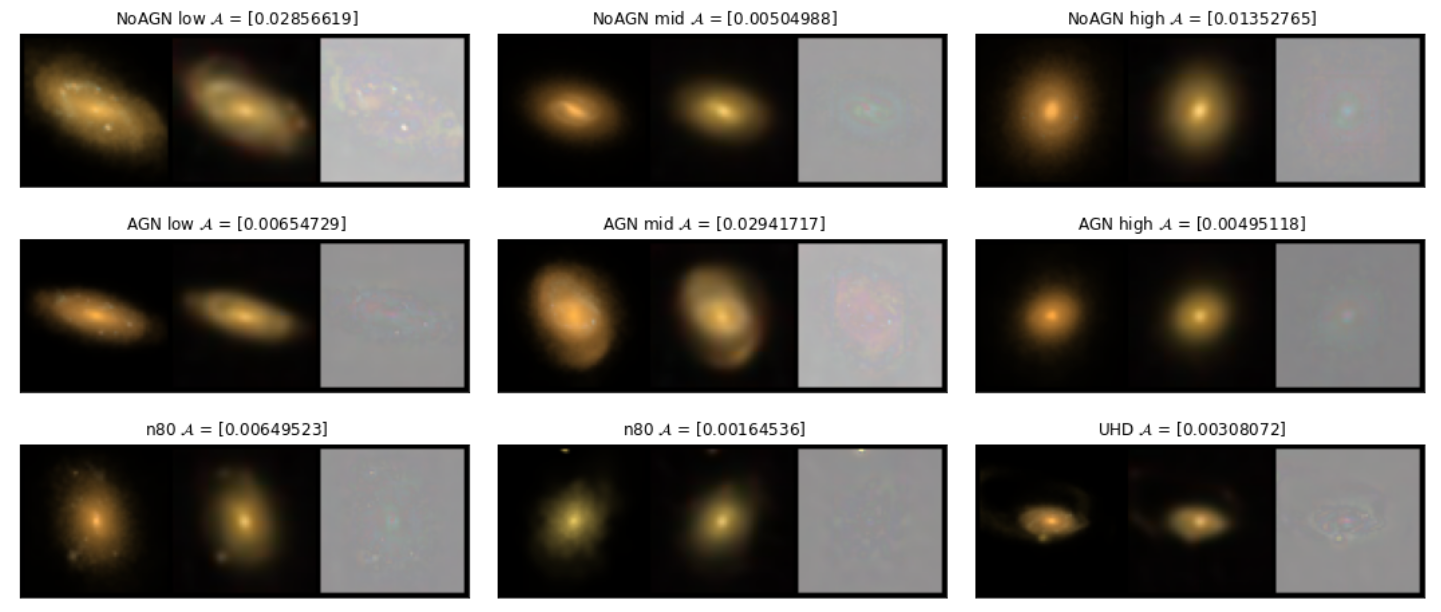 NoAGN low 𝒜 = [0.02856619]
NoAGN mid 𝒜 = [0.00504988]
NoAGN high 𝒜 = [0.01352765]
AGN low 𝒜 = [0.00654729]
AGN mid 𝒜 = [0.02941717]
AGN high 𝒜 = [0.00495118]
n80 𝒜 = [0.00649523]
n80 𝒜 = [0.00164536]
UHD 𝒜 = [0.00308072]